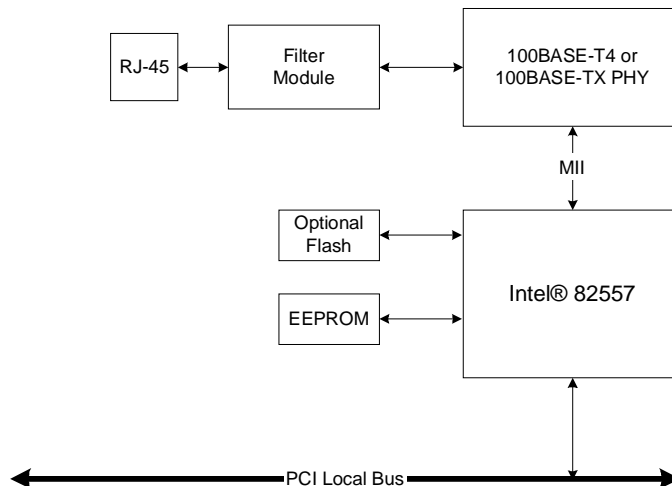 RJ-45
Filter
Module
100BASE-T4 or
100BASE-TX PHY
MII
Optional
Flash
Intel® 82557
EEPROM
PCI Local Bus